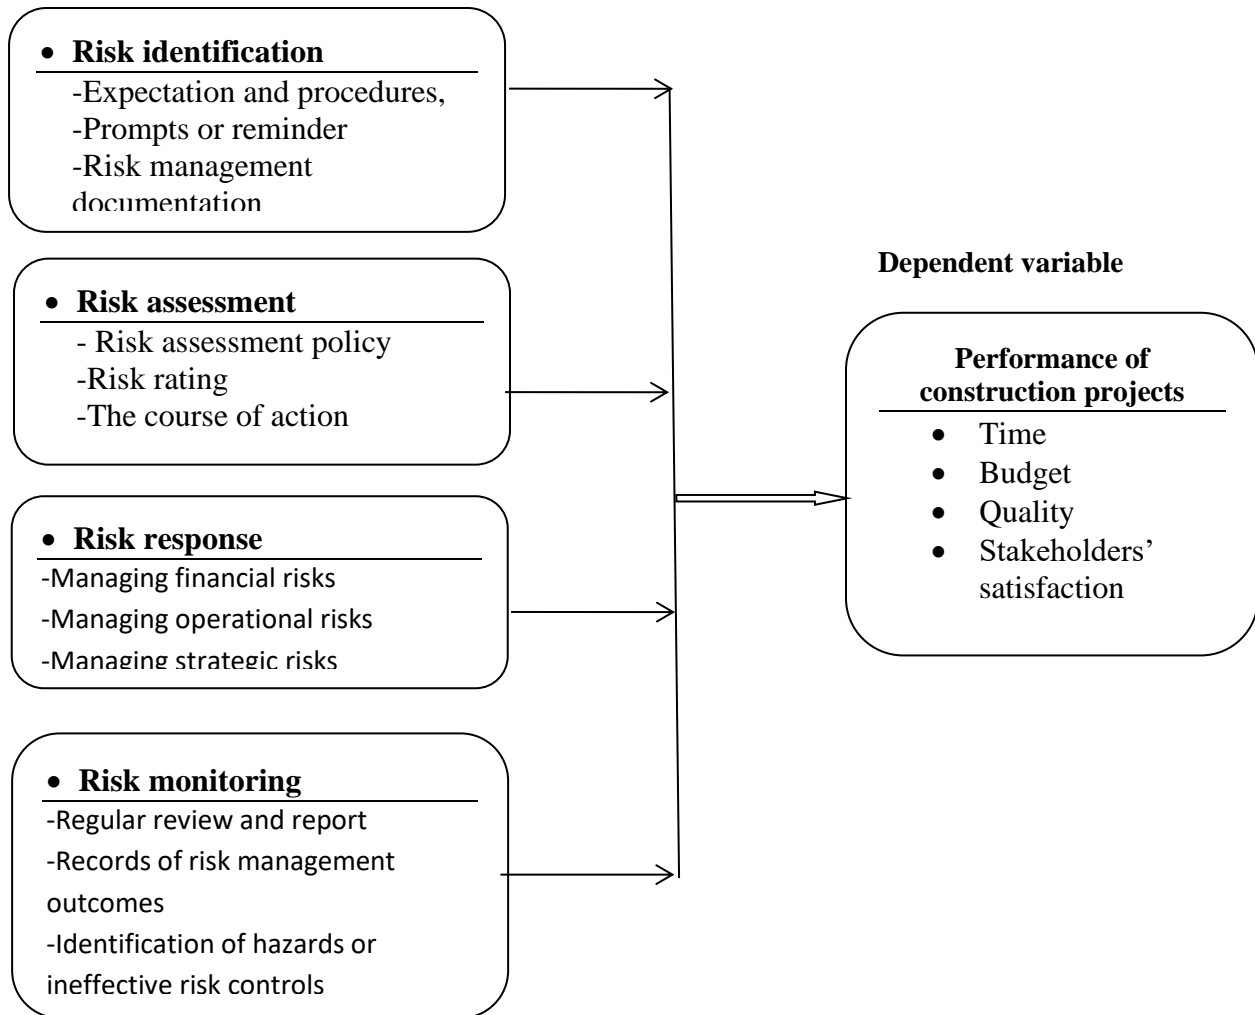 • Risk identification
-Expectation and procedures,
-Prompts or reminder
-Risk management
documentation
• Risk assessment
- Risk assessment policy
-Risk rating
-The course of action
• Risk response
-Managing financial risks
-Managing operational risks
-Managing strategic risks
• Risk monitoring
-Regular review and report
-Records of risk management
outcomes
-Identification of hazards or
ineffective risk controls
Dependent variable
Performance of
construction projects
• Time
• Budget
• Quality
• Stakeholders’
satisfaction